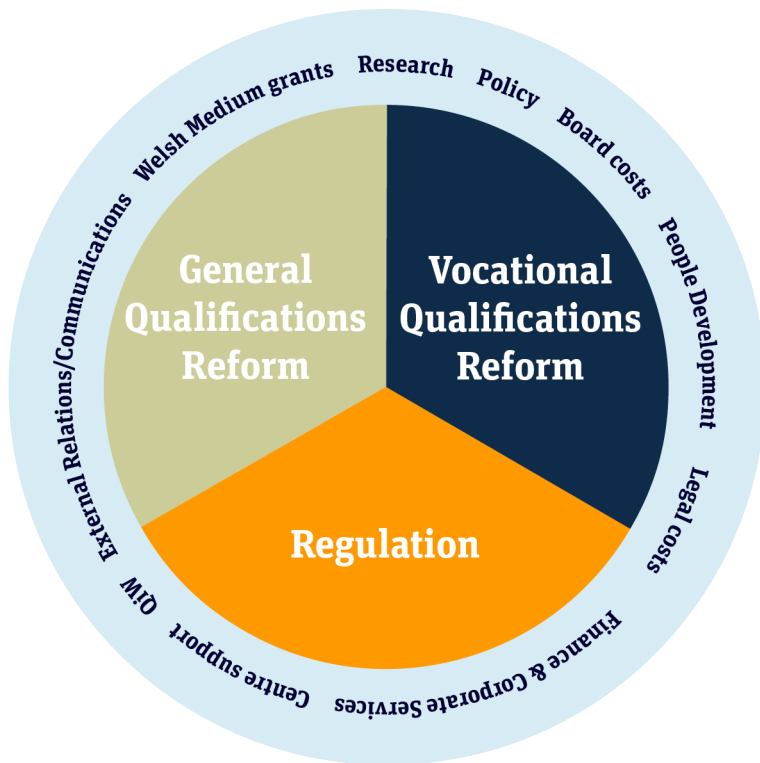 Research
Policy
Board costs
People Development
Legal costs
Finance & Corporate Services
Centre support
QiW
External Relations/Communications
Welsh Medium grants
General
Qualifications
Reform
Vocational
Qualifications
Reform
Regulation